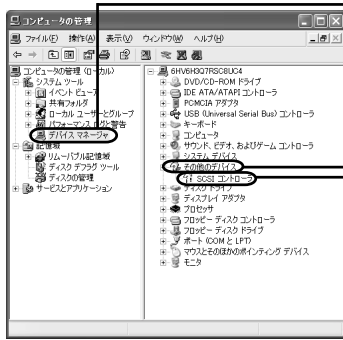 コンピュータの管理
ファイル(F) 操作(A) 表示(V) ウィンドウ(W) ヘルプ(H)
コンピュータの管理 (ローカル)
システム ツール
イベント ビューア
共有フォルダ
ローカル ユーザーとグループ
パフォーマンス ログと警告
デバイス マネージャ
記憶域
リムーバブル記憶域
ディスク デフラグ ツール
ディスクの管理
サービスとアプリケーション
6HV6H3Q7RSC8UC4
DVD/CD-ROM ドライブ
IDE ATA/ATAPI コントローラ
PCMCIA アダプタ
USB (Universal Serial Bus) コントローラ
キーボード
コンピュータ
サウンド、ビデオ、およびゲーム コントローラ
システム デバイス
その他のデバイス
SCSI コントローラ
ディスク ドライブ
ディスプレイ アダプタ
プロセッサ
フロッピー ディスク コントローラ
フロッピー ディスク ドライブ
ポート (COM と LPT)
マウスとそのほかのポインティング デバイス
モニタ